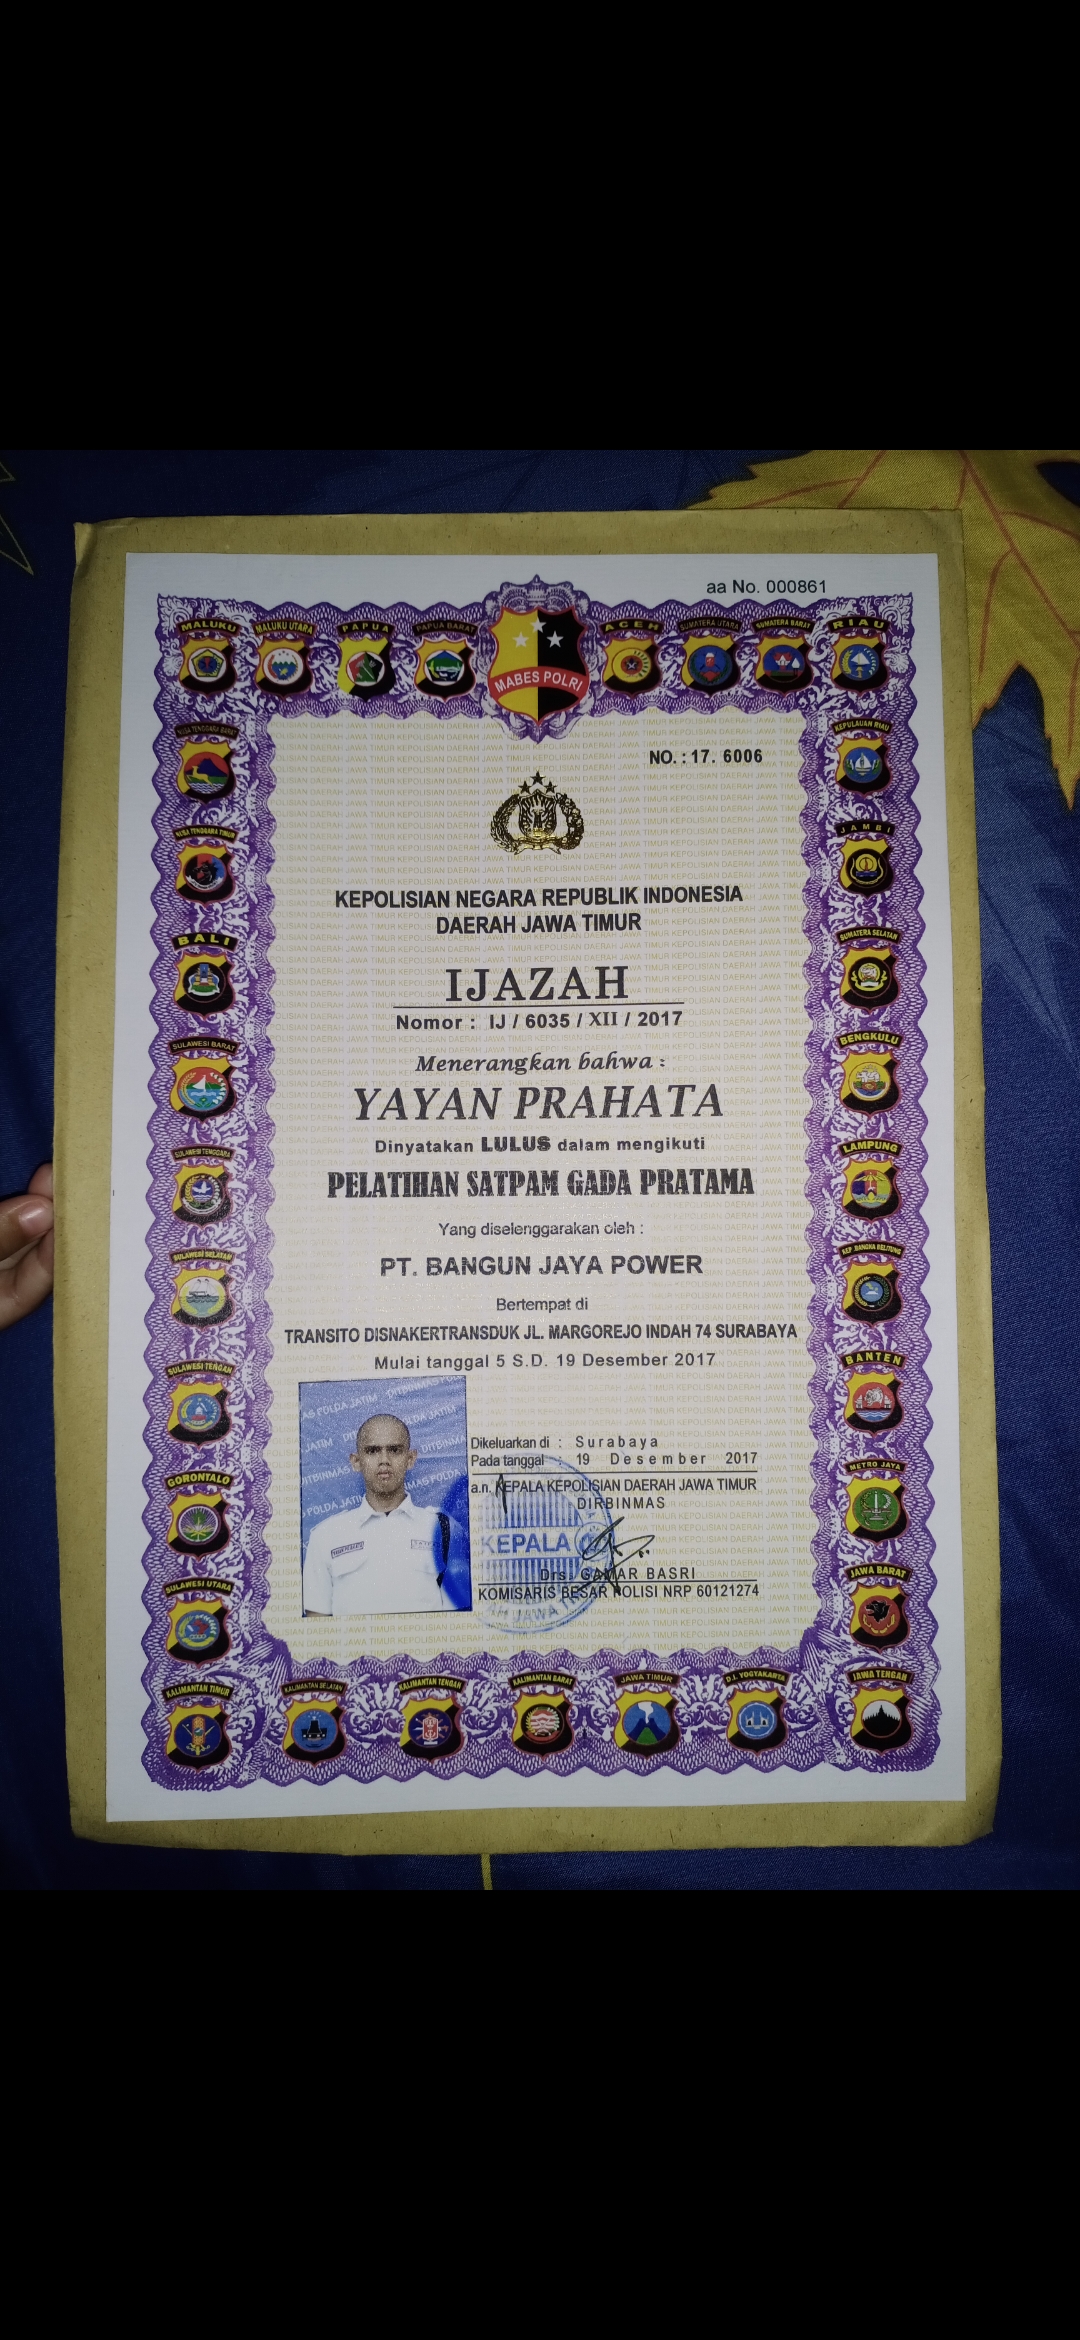 aa No. 000861
MALUKU
MALUKU UTARA
PAPUA
PAPUA BARAT
MABES POLRI
ACEH
SUMATERA UTARA
SUMATERA BARAT
RIAU
NUSA TENGGARA BARAT
KEPULAUAN RIAU
NO. : 17. 6006
NUSA TENGGARA TIMUR
JAMBI
KEPOLISIAN NEGARA REPUBLIK INDONESIA
DAERAH JAWA TIMUR
BALI
SUMATERA SELATAN
IJAZAH
Nomor : IJ / 6035 / XII / 2017
SULAWESI BARAT
BENGKULU
Menerangkan bahwa :
YAYAN PRAHATA
Dinyatakan LULUS dalam mengikuti
SULAWESI TENGGARA
LAMPUNG
PELATIHAN SATPAM GADA PRATAMA
Yang diselenggarakan oleh :
SULAWESI SELATAN
KEP. BANGKA BELITUNG
PT. BANGUN JAYA POWER
Bertempat di
TRANSITO DISNAKERTRANSDUK JL. MARGOREJO INDAH 74 SURABAYA
Mulai tanggal 5 S.D. 19 Desember 2017
SULAWESI TENGAH
BANTEN
DITBINMAS POLDA JATIM
Dikeluarkan di : Surabaya
Pada tanggal : 19 Desember 2017
GORONTALO
METRO JAYA
a.n. KEPALA KEPOLISIAN DAERAH JAWA TIMUR
DIRBINMAS
KEPALA
Drs. GAMAR BASRI
KOMISARIS BESAR POLISI NRP 60121274
SULAWESI UTARA
JAWA BARAT
KALIMANTAN TIMUR
KALIMANTAN SELATAN
KALIMANTAN TENGAH
KALIMANTAN BARAT
JAWA TIMUR
D.I. YOGYAKARTA
JAWA TENGAH